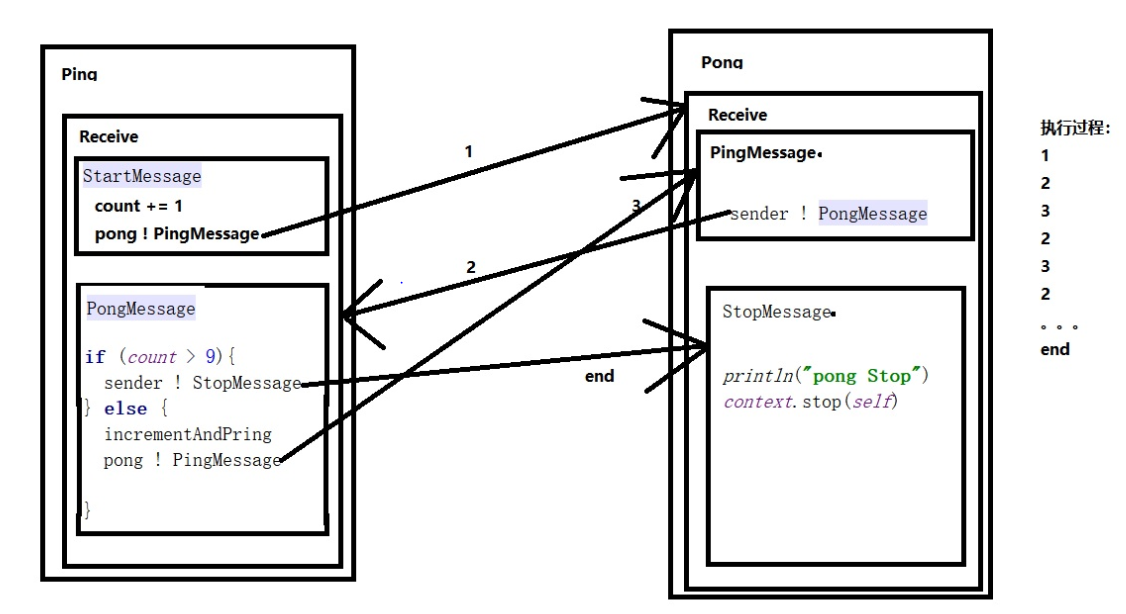 Ping
Receive
StartMessage
count += 1
pong ! PingMessage
PongMessage
if (count > 9){
sender ! StopMessage
} else {
incrementAndPring
pong ! PingMessage
}
1
2
3
end
Pong
Receive
PingMessage
sender ! PongMessage
StopMessage
println("pong Stop")
context.stop(self)
执行过程:
1
2
3
2
3
2
。。。
end